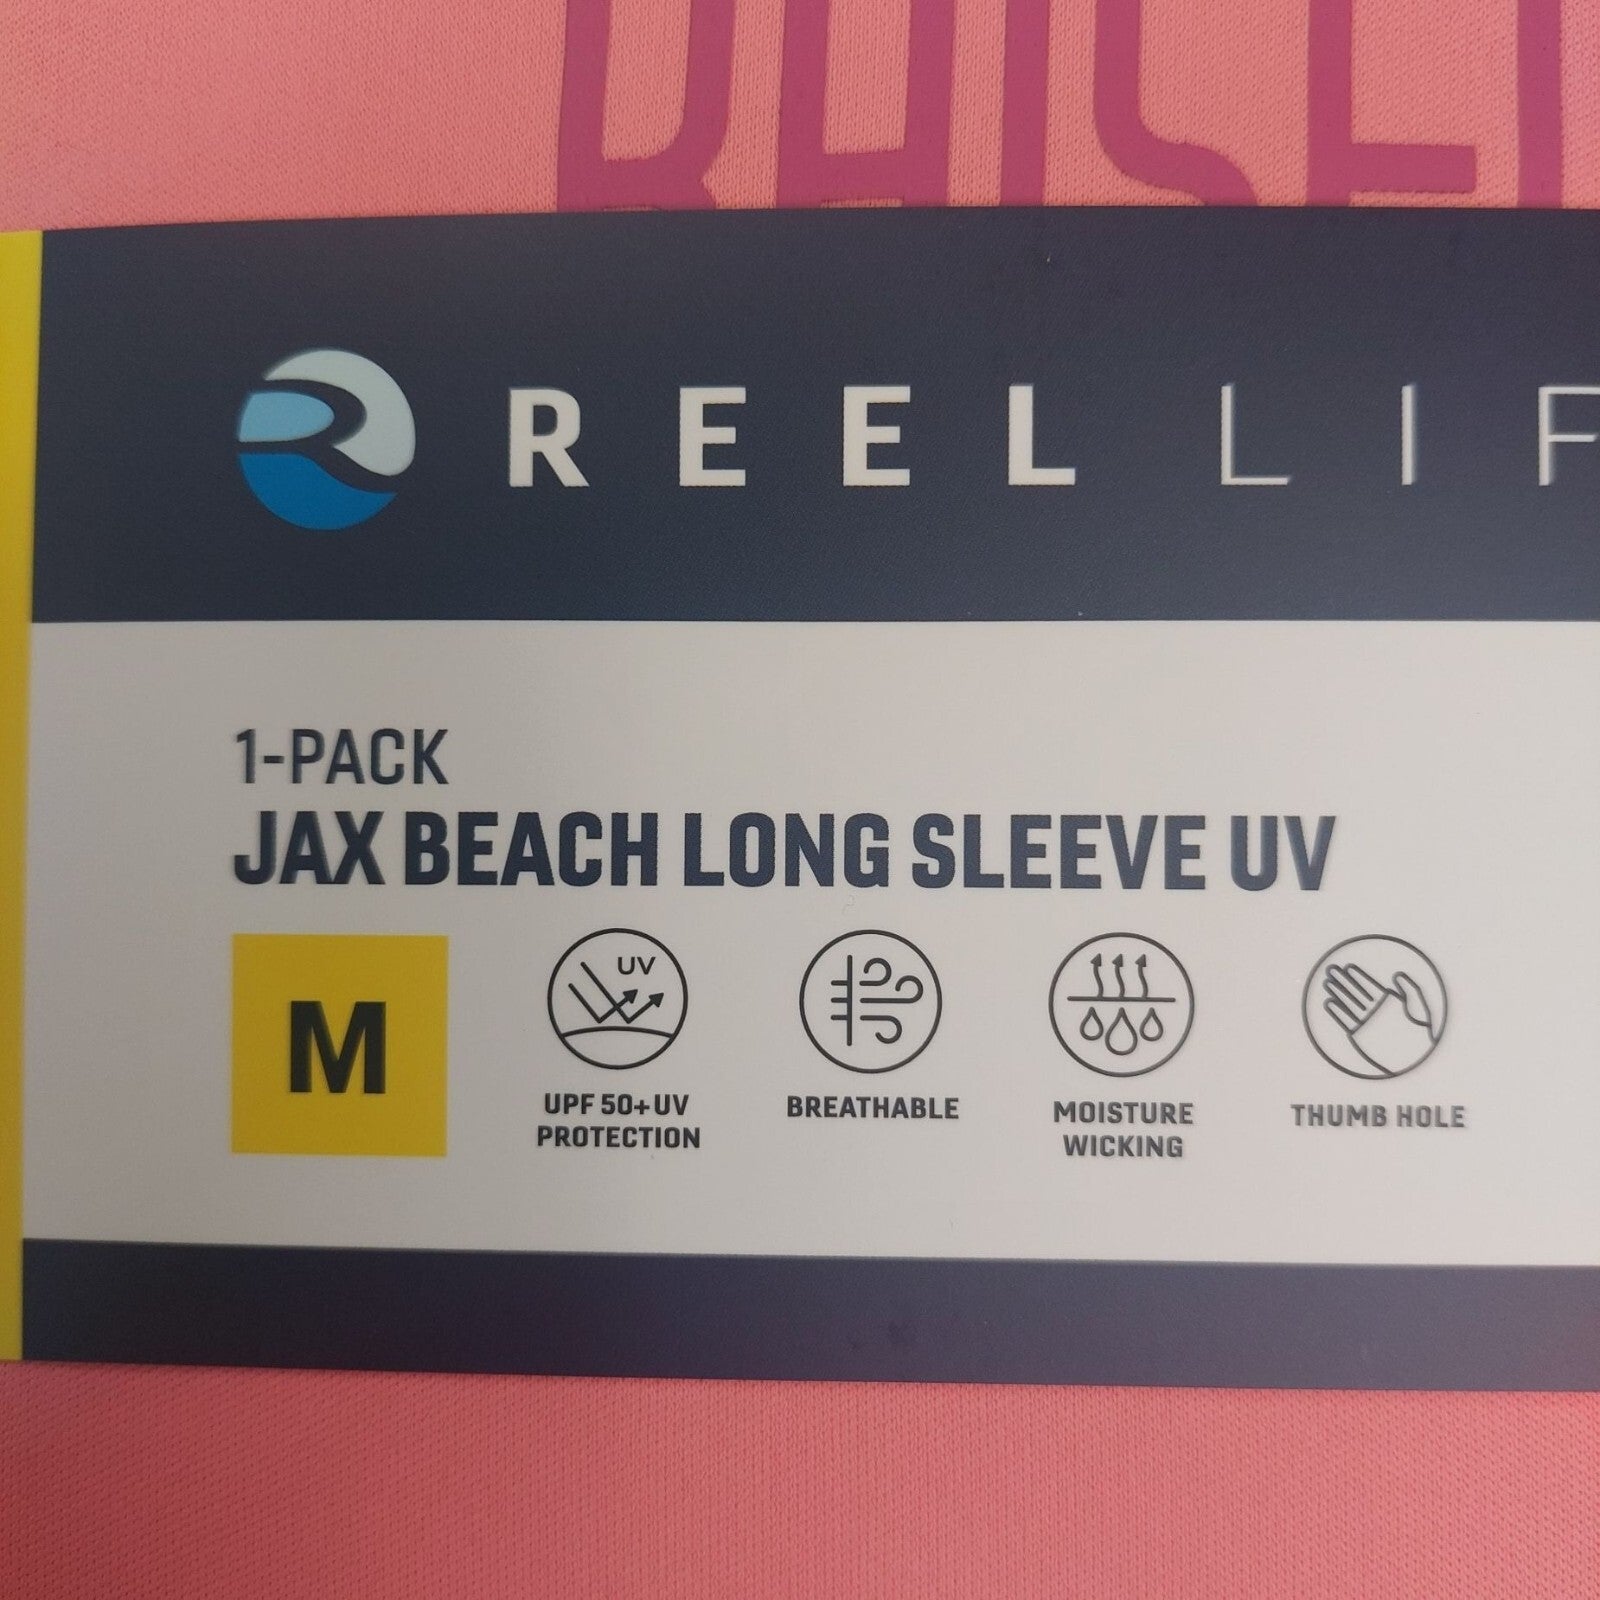 REEL LIF
1-PACK
JAX BEACH LONG SLEEVE UV
M
UV
UPF 50+ UV
PROTECTION
BREATHABLE
MOISTURE
WICKING
THUMB HOLE